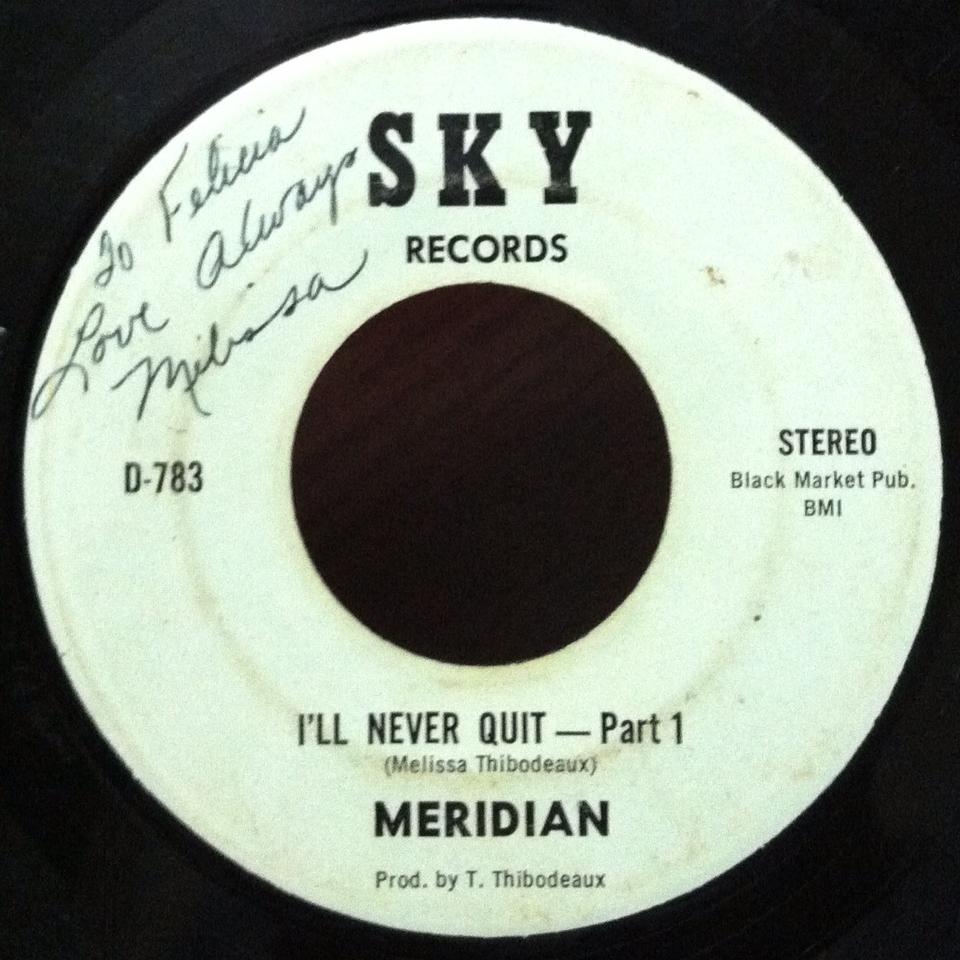 To Felicia
Love Always
Melissa
SKY
RECORDS
D-783
STEREO
Black Market Pub.
BMI
I'LL NEVER QUIT — Part 1
(Melissa Thibodeaux)
MERIDIAN
Prod. by T. Thibodeaux